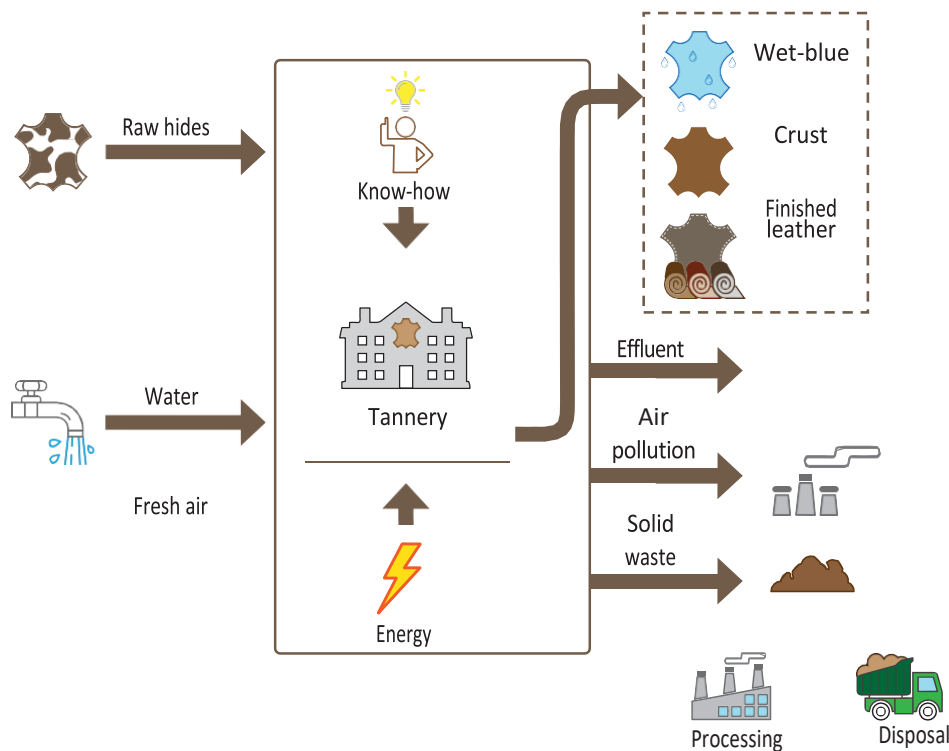 Raw hides
Water
Fresh air
Know-how
Tannery
Energy
Wet-blue
Crust
Finished
leather
Effluent
Air
pollution
Solid
waste
Processing
Disposal